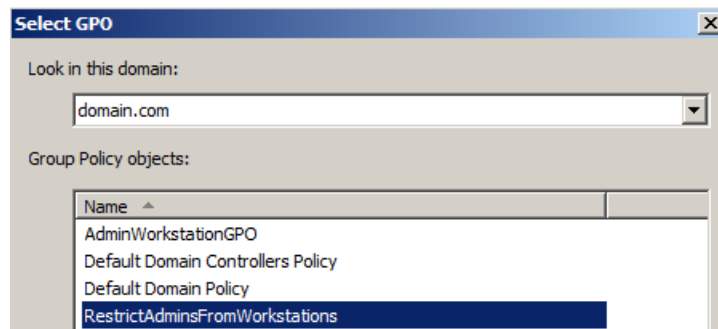 Select GPO
Look in this domain:
domain.com
Group Policy objects:
Name
AdminWorkstationGPO
Default Domain Controllers Policy
Default Domain Policy
RestrictAdminsFromWorkstations